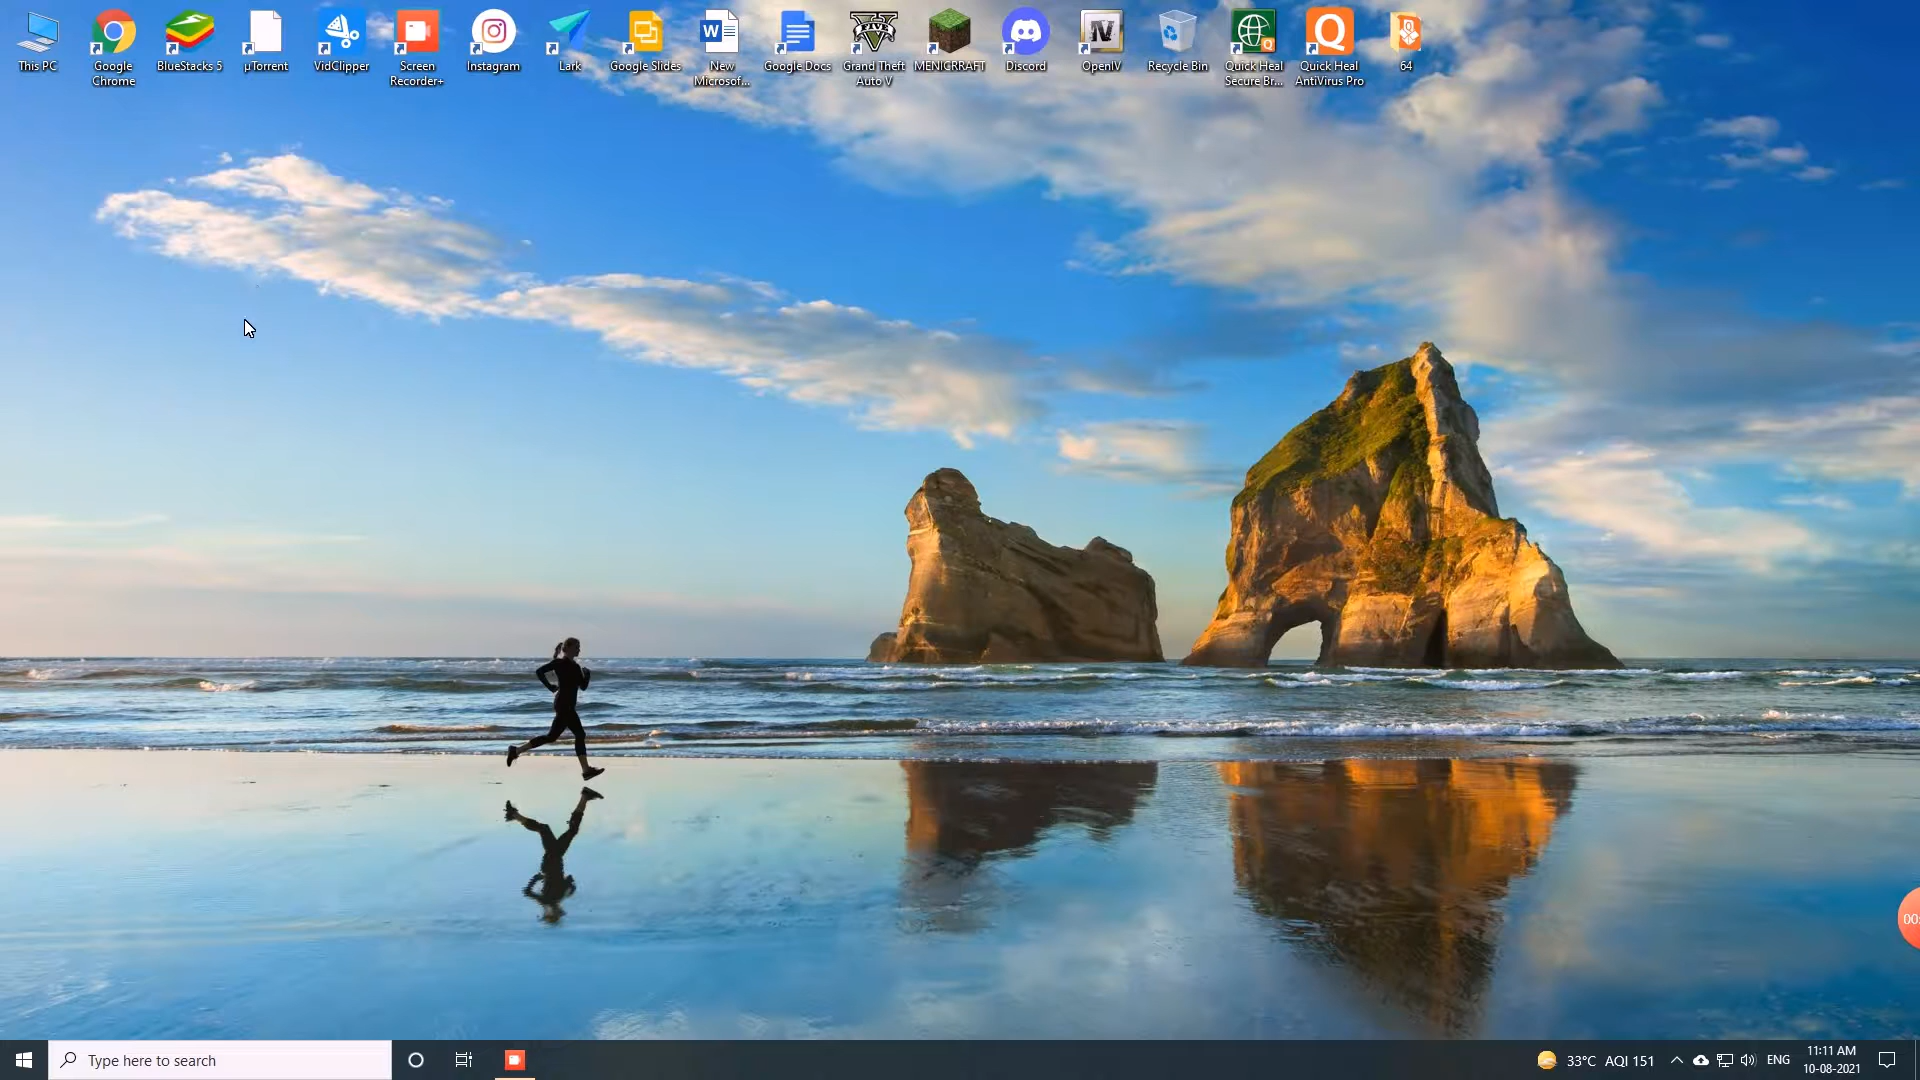 This PC
Google
Chrome
BlueStacks 5
µTorrent
VidClipper
Screen
Recorder+
Instagram
Lark
Google Slides
New
Microsof...
Google Docs
Grand Theft
Auto V
MENICRRAFT
Discord
OpenIV
Recycle Bin
Quick Heal
Secure Br...
Quick Heal
AntiVirus Pro
64
00:
Type here to search
33°C AQI 151
ENG
11:11 AM
10-08-2021